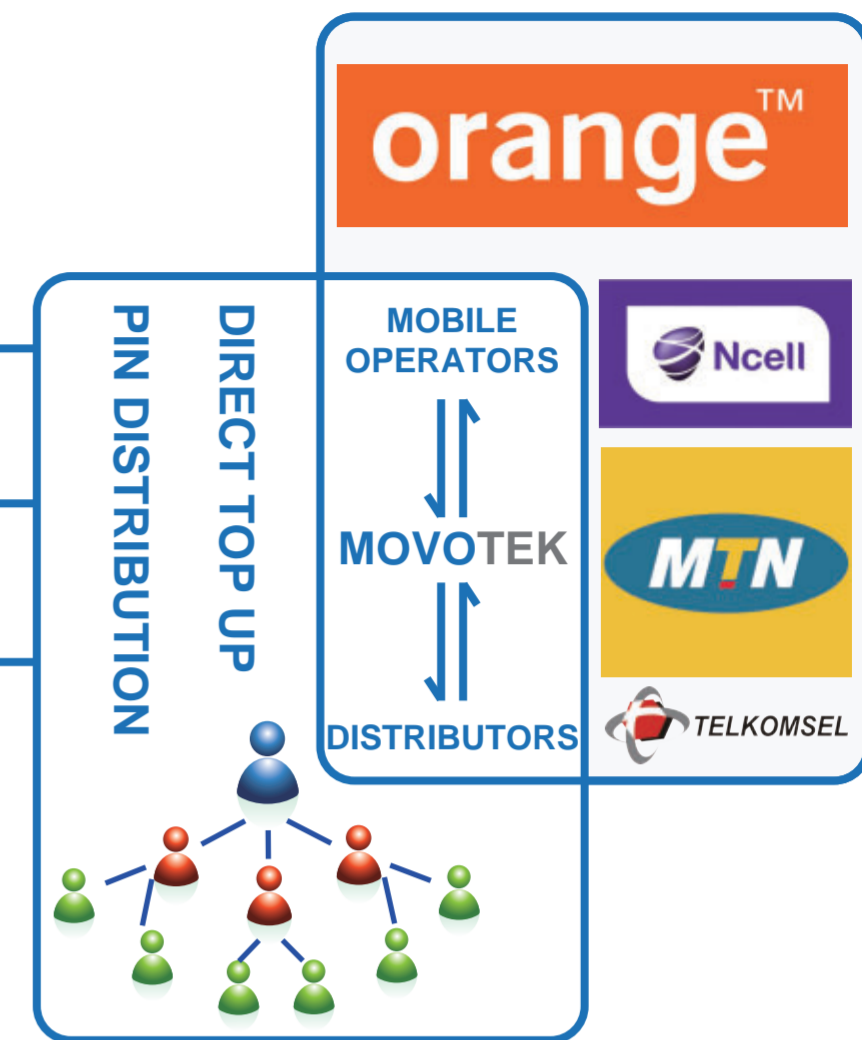 orange™
PIN DISTRIBUTION
DIRECT TOP UP
MOBILE
OPERATORS
MOVOTEK
DISTRIBUTORS
Ncell
MTN
TELKOMSEL